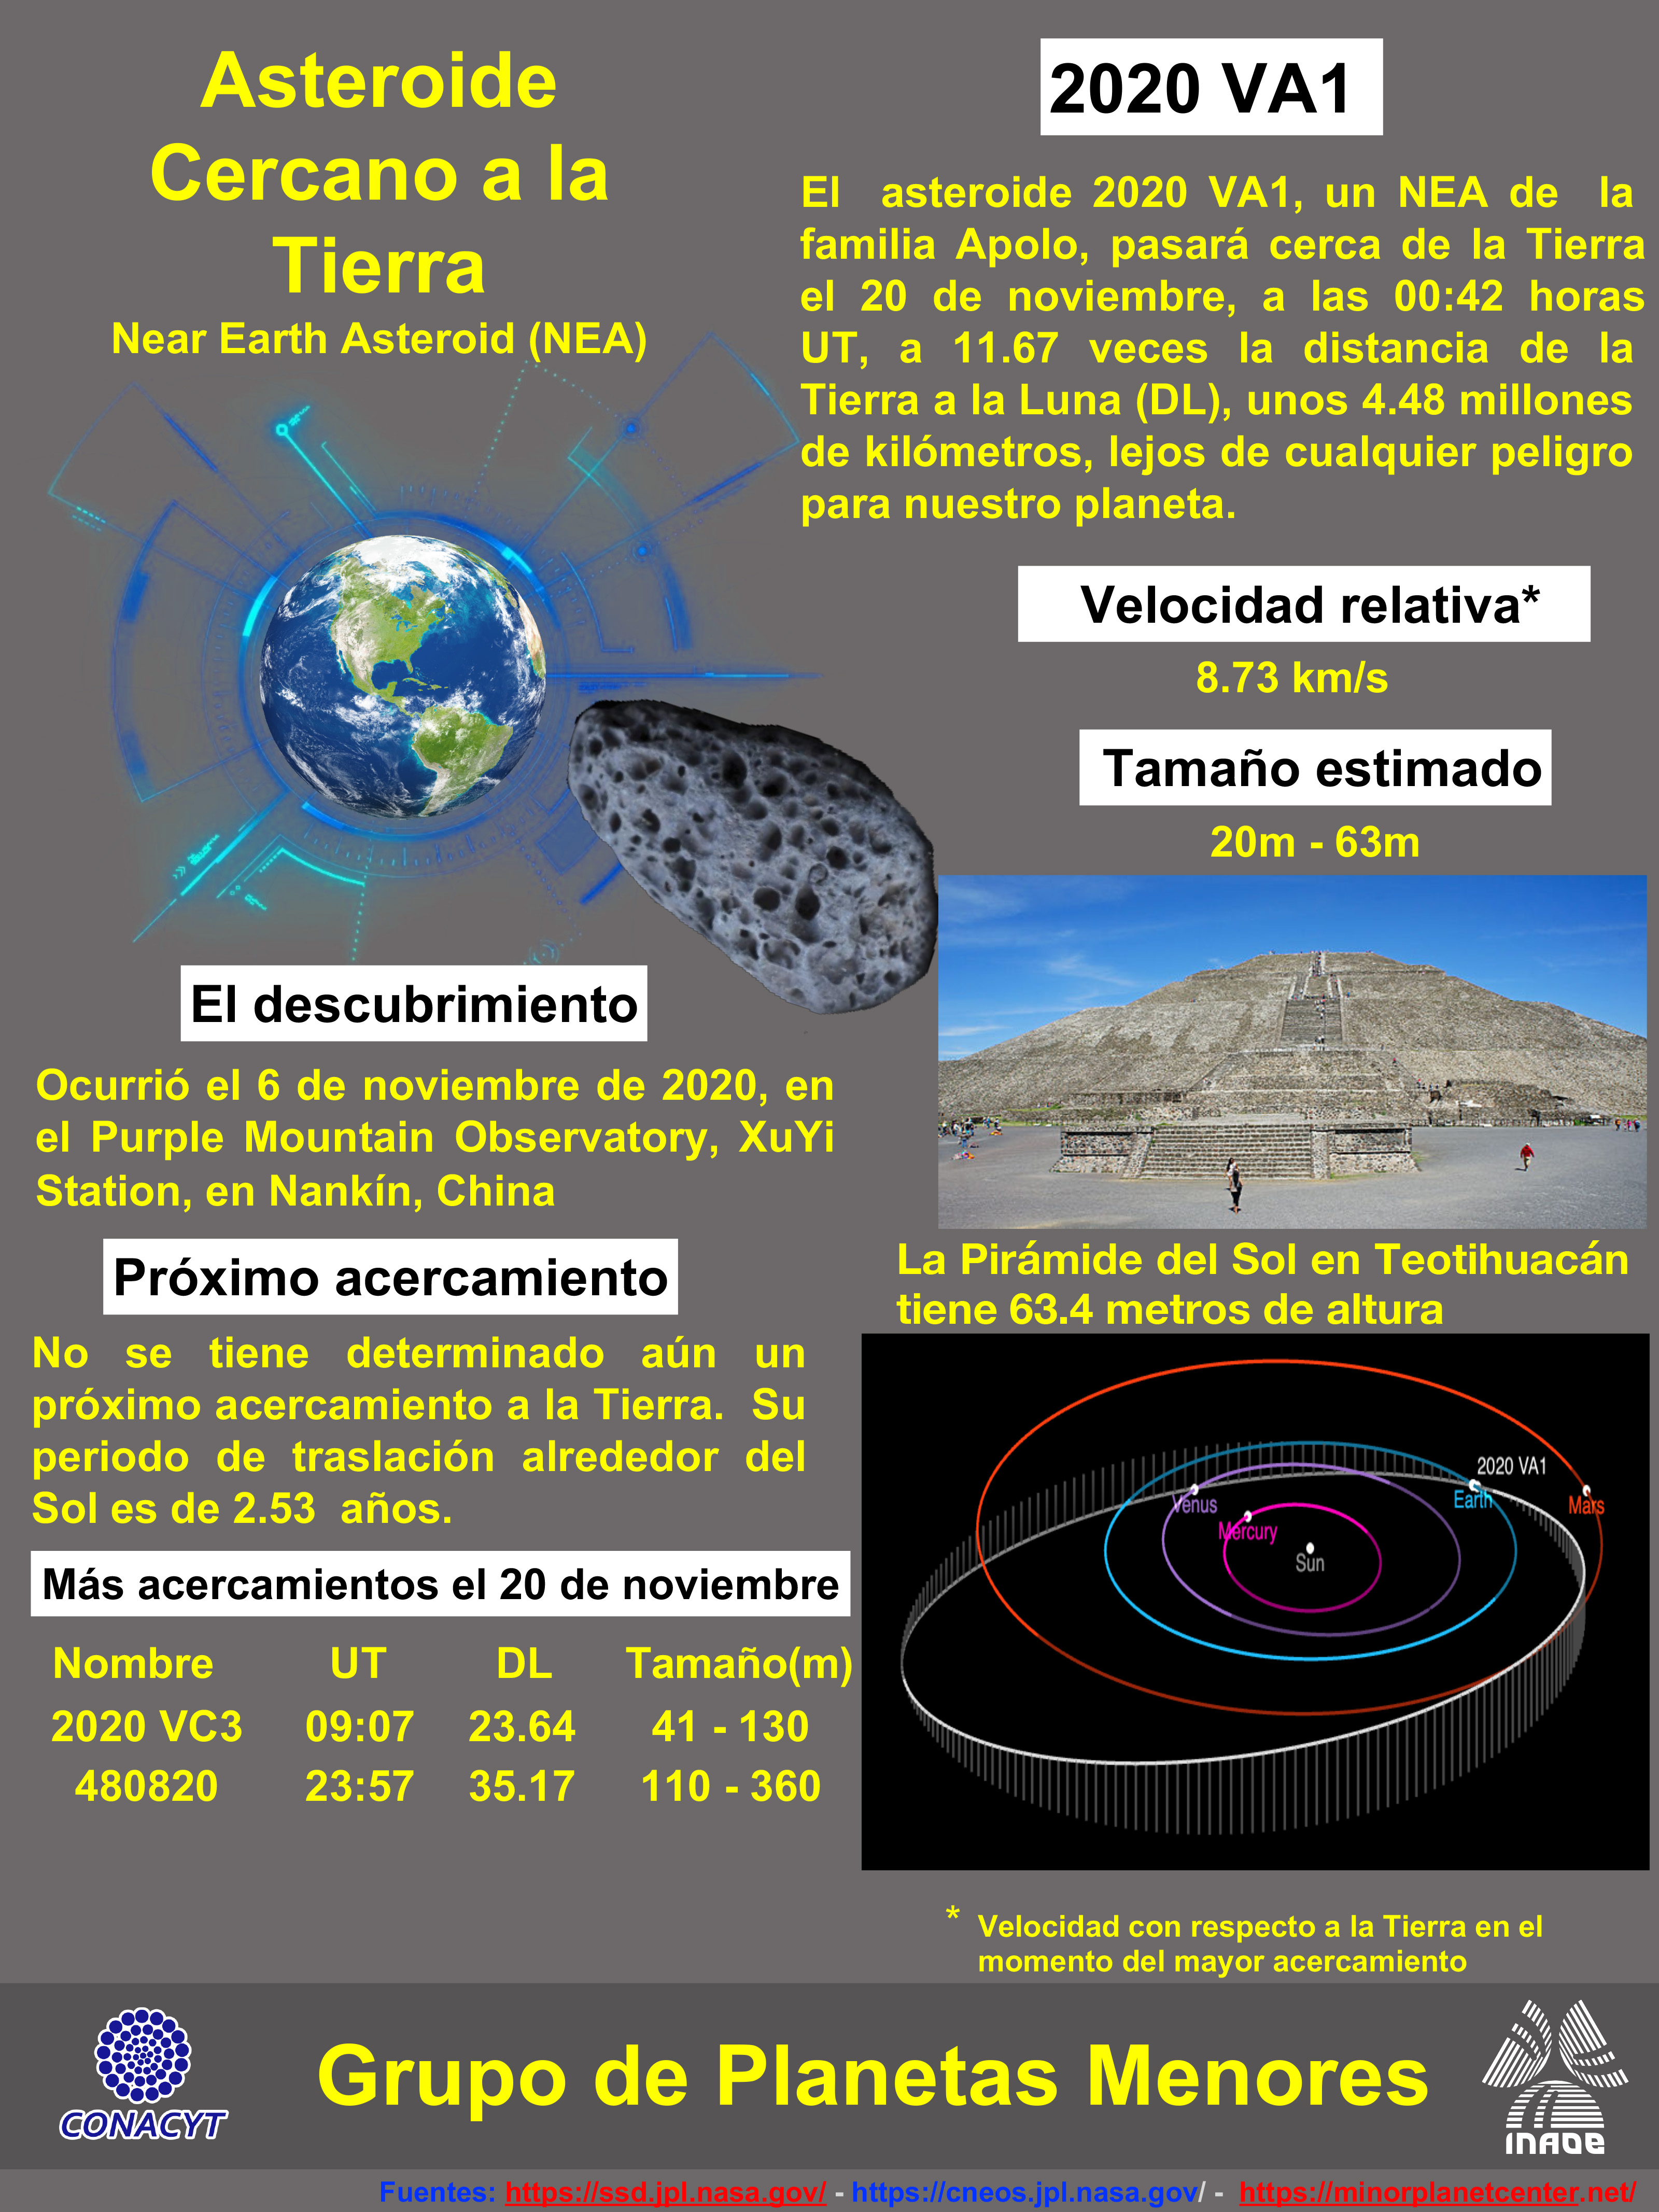 Asteroide
Cercano a la
Tierra
Near Earth Asteroid (NEA)
2020 VA1
El asteroide 2020 VA1, un NEA de la
familia Apolo, pasará cerca de la Tierra
el 20 de noviembre, a las 00:42 horas
UT, a 11.67 veces la distancia de la
Tierra a la Luna (DL), unos 4.48 millones
de kilómetros, lejos de cualquier peligro
para nuestro planeta.
Velocidad relativa*
8.73 km/s
Tamaño estimado
20m - 63m
La Pirámide del Sol en Teotihuacán
tiene 63.4 metros de altura
El descubrimiento
Ocurrió el 6 de noviembre de 2020, en
el Purple Mountain Observatory, XuYi
Station, en Nankín, China
Próximo acercamiento
No se tiene determinado aún un
próximo acercamiento a la Tierra. Su
periodo de traslación alrededor del
Sol es de 2.53 años.
Más acercamientos el 20 de noviembre
Nombre UT DL Tamaño(m)
2020 VC3 09:07 23.64 41 - 130
480820 23:57 35.17 110 - 360
2020 VA1
Venus
Earth
Mars
Mercury
Sun
* Velocidad con respecto a la Tierra en el
momento del mayor acercamiento
CONACYT
Grupo de Planetas Menores
INAOE
Fuentes: https://ssd.jpl.nasa.gov/ - https://cneos.jpl.nasa.gov/ - https://minorplanetcenter.net/